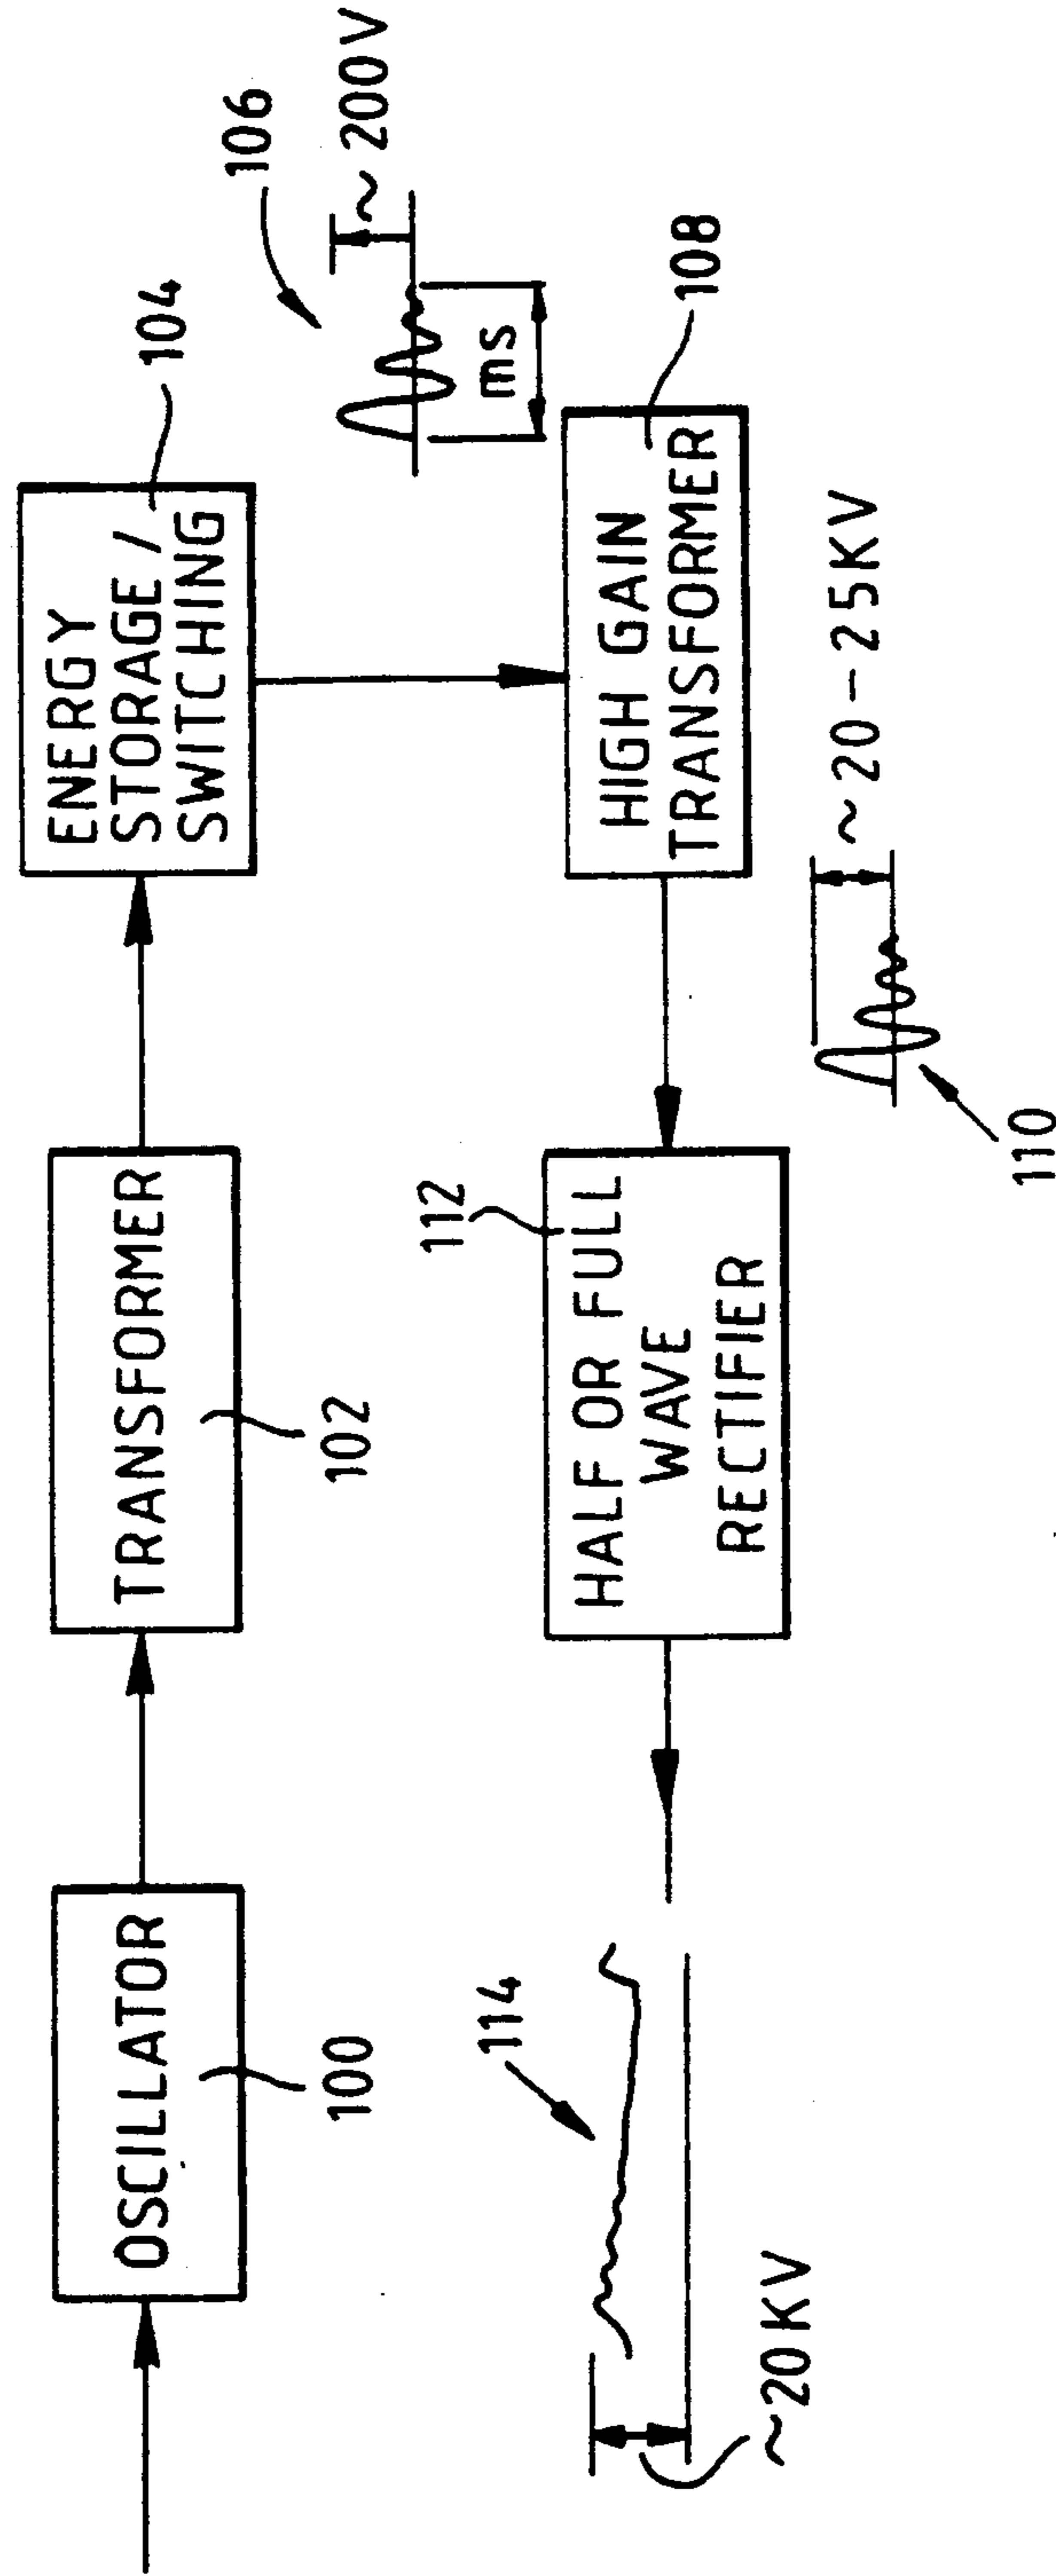 OSCILLATOR
100
TRANSFORMER
102
ENERGY
STORAGE /
SWITCHING
104
106
~ 200 V
ms
HIGH GAIN
TRANSFORMER
108
~ 20 - 25KV
110
HALF OR FULL
WAVE
RECTIFIER
112
114
~20KV